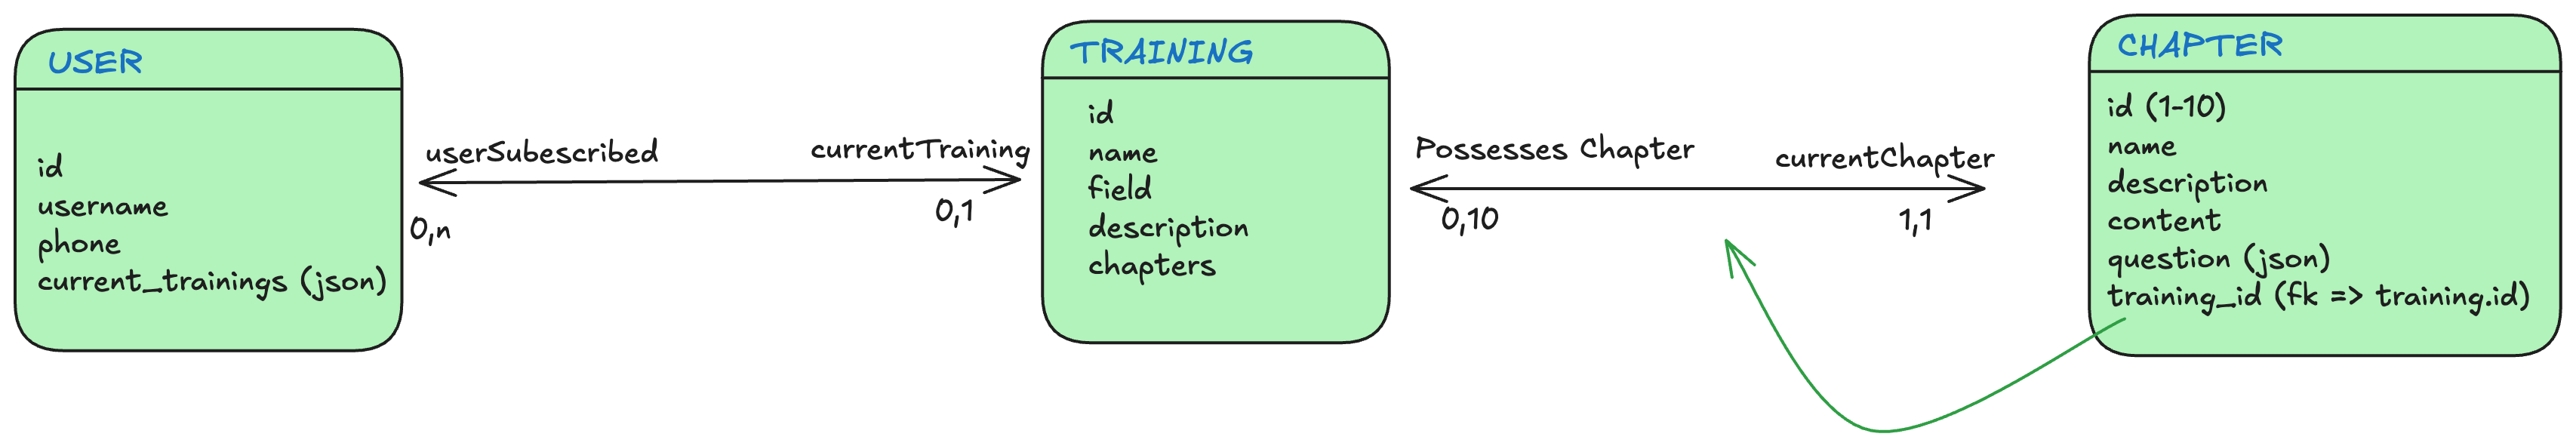 USER
id
username
phone
current_trainings (json)
userSubescribed
currentTraining
0,n
0,1
TRAINING
id
name
field
description
chapters
Possesses Chapter
currentChapter
0,10
1,1
CHAPTER
id (1-10)
name
description
content
question (json)
training_id (fk => training.id)